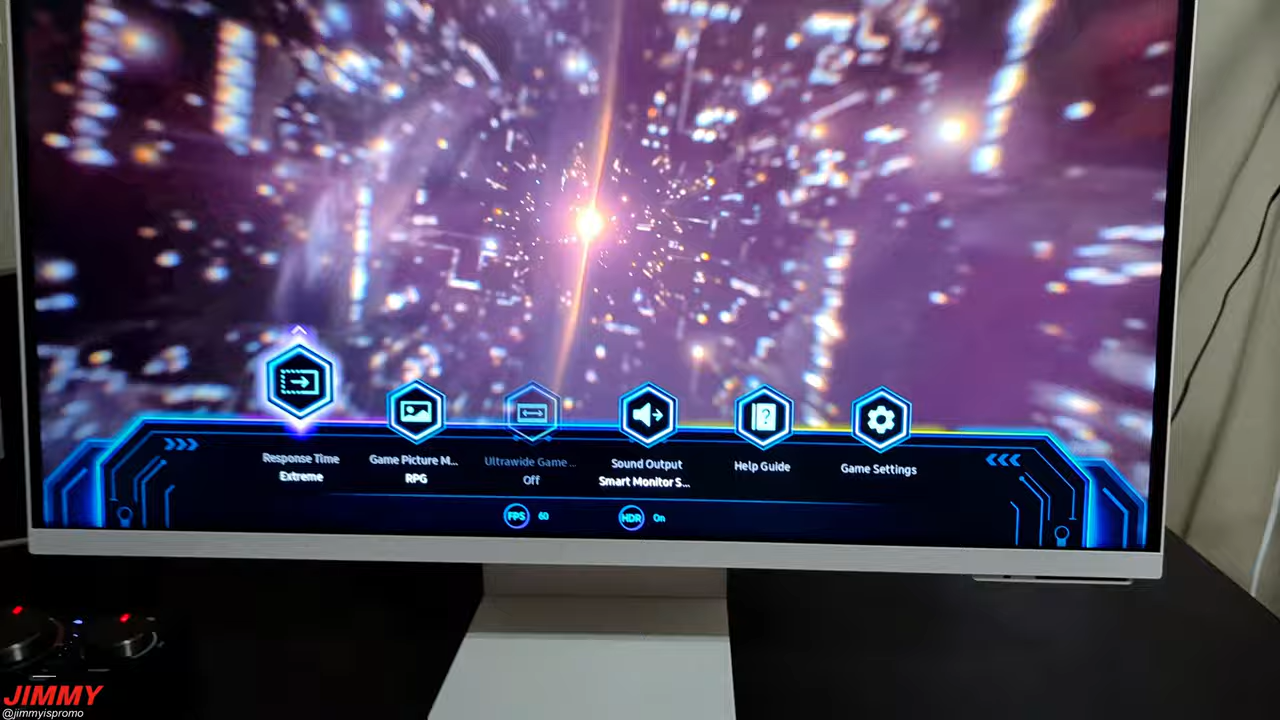 Response Time
Extreme
Game Picture M...
RPG
Ultrawide Game ...
Off
Sound Output
Smart Monitor S...
Help Guide
Game Settings
FPS 60
HDR On
JIMMY
@jimmyispromo